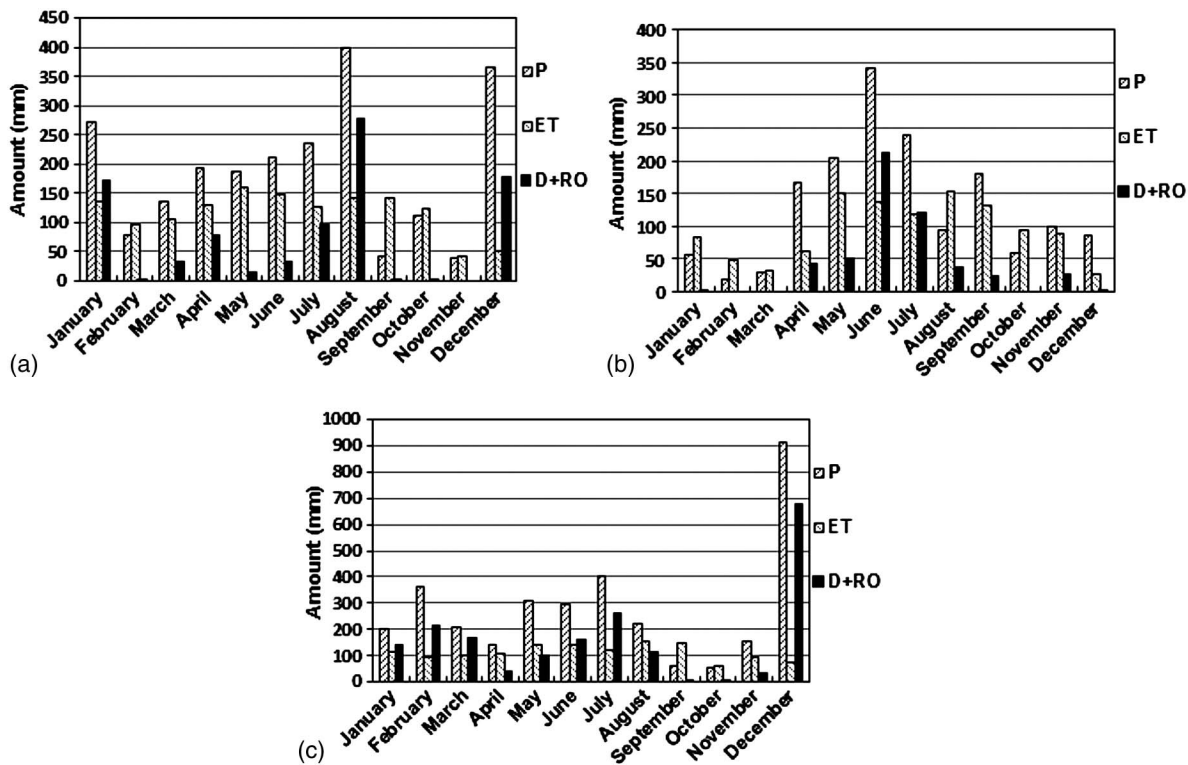 450
400
350
300
250
200
150
100
50
0
Amount (mm)
January
February
March
April
May
June
July
August
September
October
November
December
P
ET
D+RO
(a)
400
350
300
250
200
150
100
50
0
Amount (mm)
January
February
March
April
May
June
July
August
September
October
November
December
P
ET
D+RO
(b)
1000
900
800
700
600
500
400
300
200
100
0
Amount (mm)
January
February
March
April
May
June
July
August
September
October
November
December
P
ET
D+RO
(c)